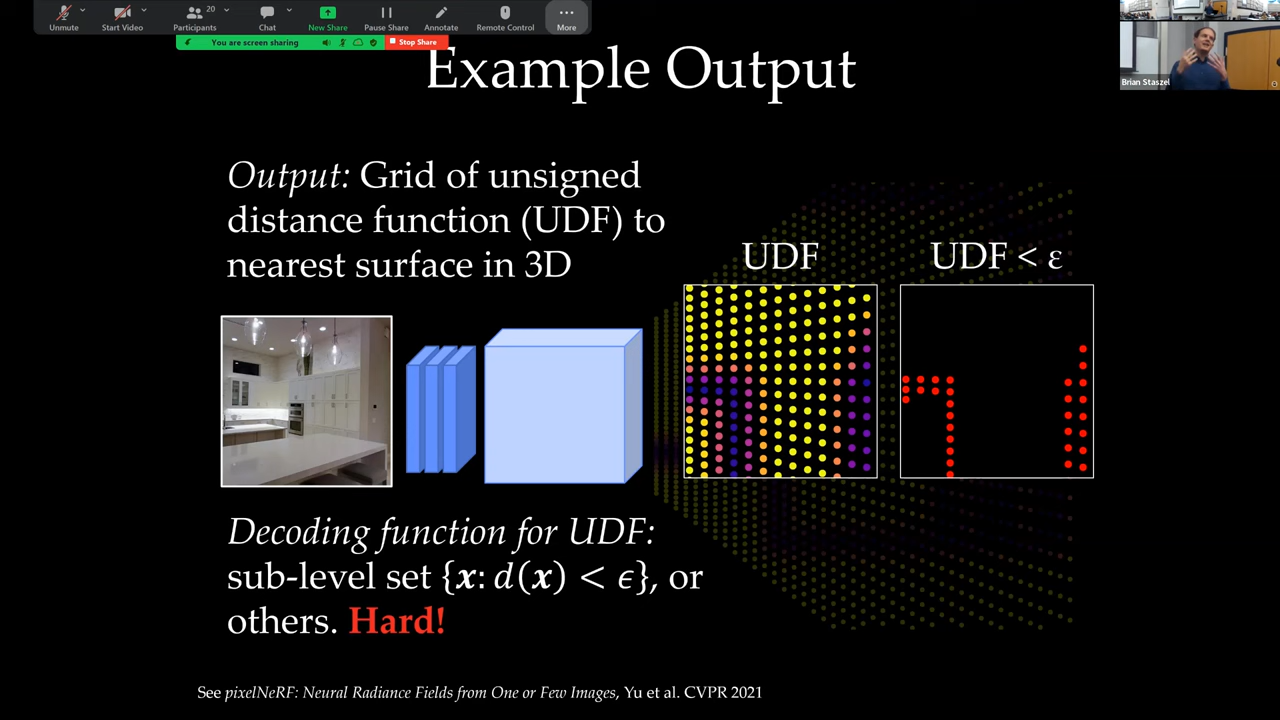 Unmute
Start Video
Participants
20
Chat
New Share
Pause Share
Annotate
Remote Control
More
You are screen sharing
Stop Share
Brian Staszel
Example Output
Output: Grid of unsigned
distance function (UDF) to
nearest surface in 3D
UDF
UDF < ε
Decoding function for UDF:
sub-level set {x: d(x) < ϵ}, or
others. Hard!
See pixelNeRF: Neural Radiance Fields from One or Few Images, Yu et al. CVPR 2021